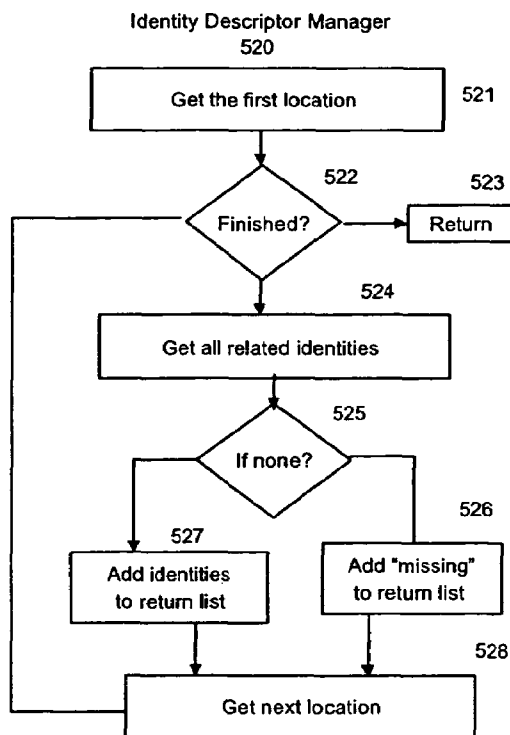 Identity Descriptor Manager
520
Get the first location
521
522
523
Finished?
Return
524
Get all related identities
525
If none?
526
527
Add identities
to return list
Add "missing"
to return list
528
Get next location